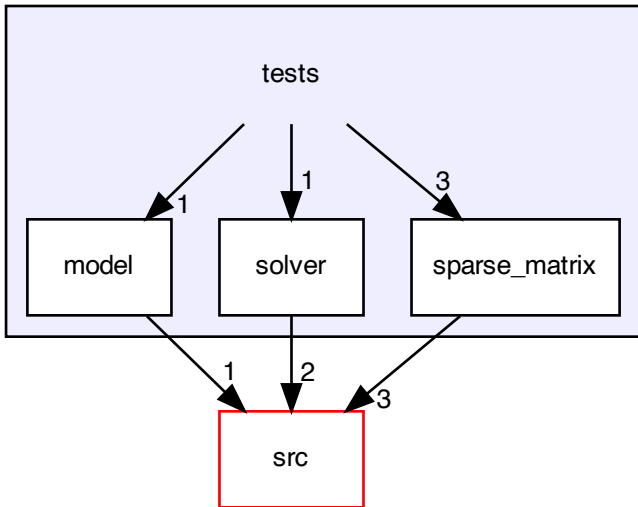 tests
1
1
3
model
solver
sparse_matrix
1
2
3
src